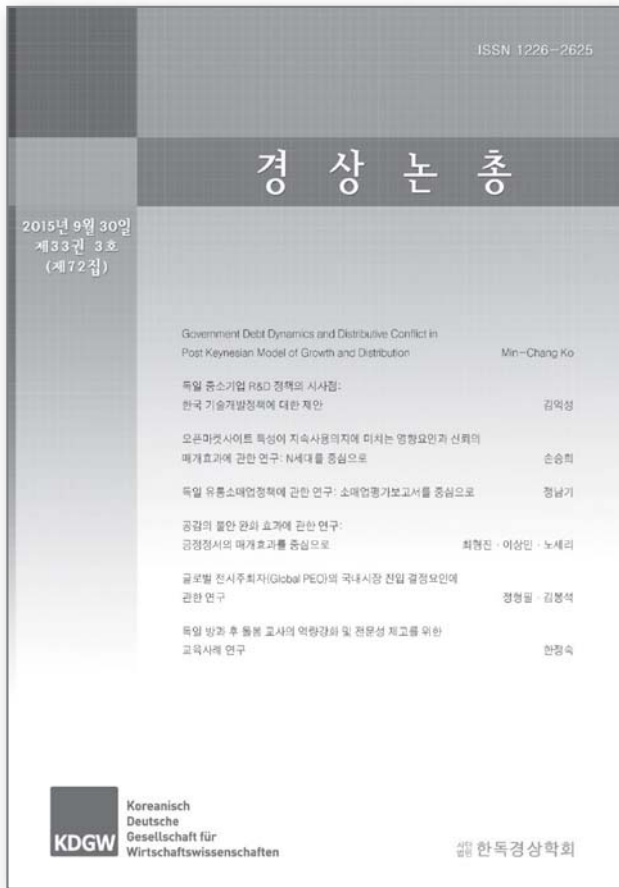 ISSN 1226-2625
경 상 논 총
2015년 9월 30일
제33권 3호
(제72집)
Government Debt Dynamics and Distributive Conflict in
Post Keynesian Model of Growth and Distribution Min-Chang Ko
독일 중소기업 R&D 정책의 시사점:
한국 기술개발정책에 대한 제안 김익성
오픈마켓사이트 특성이 지속사용의지에 미치는 영향요인과 신뢰의
매개효과에 관한 연구: N세대를 중심으로 손승희
독일 유통소매업정책에 관한 연구: 소매업평가보고서를 중심으로 정남기
공감의 불안 완화 효과에 관한 연구:
긍정정서의 매개효과를 중심으로 최형진 · 이상민 · 노세리
글로벌 전시주최자(Global PEO)의 국내시장 진입 결정요인에
관한 연구 정형필 · 김봉석
독일 방과 후 돌봄 교사의 역량강화 및 전문성 제고를 위한
교육사례 연구 한정숙
KDGW
Koreanisch
Deutsche
Gesellschaft für
Wirtschaftswissenschaften
사단법인 한독경상학회